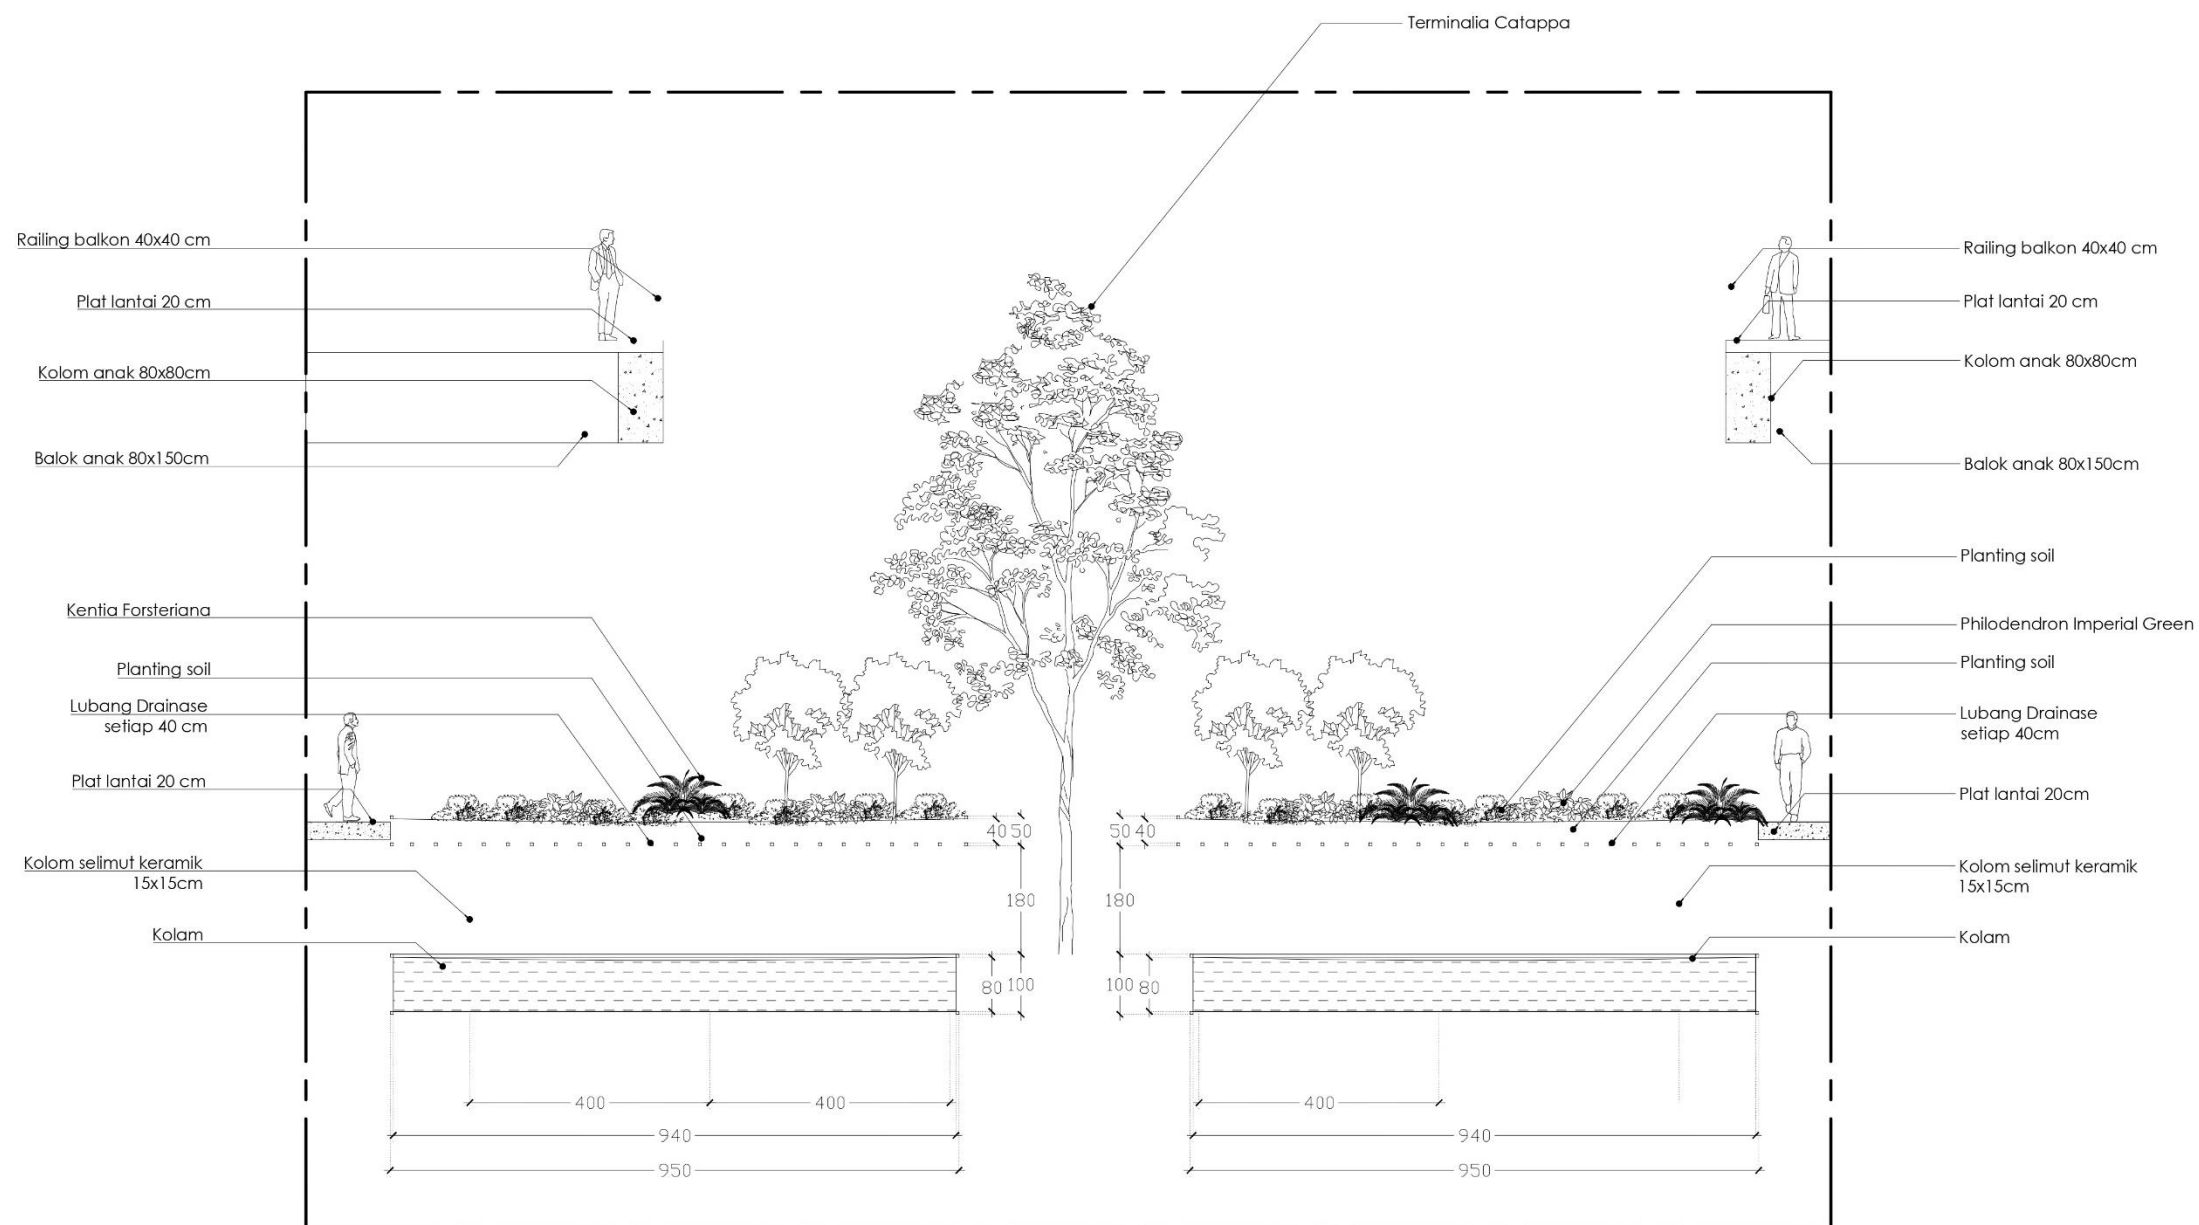 Terminalia Catappa
Railing balkon 40x40 cm
Plat lantai 20 cm
Kolom anak 80x80cm
Balok anak 80x150cm
Kentia Forsteriana
Planting soil
Lubang Drainase
setiap 40 cm
Plat lantai 20 cm
Kolom selimut keramik
15x15cm
Kolam
Railing balkon 40x40 cm
Plat lantai 20 cm
Kolom anak 80x80cm
Balok anak 80x150cm
Planting soil
Philodendron Imperial Green
Planting soil
Lubang Drainase
setiap 40cm
Plat lantai 20cm
Kolom selimut keramik
15x15cm
Kolam
40 50
50 40
180
180
80 100
100 80
400
400
400
940
940
950
950